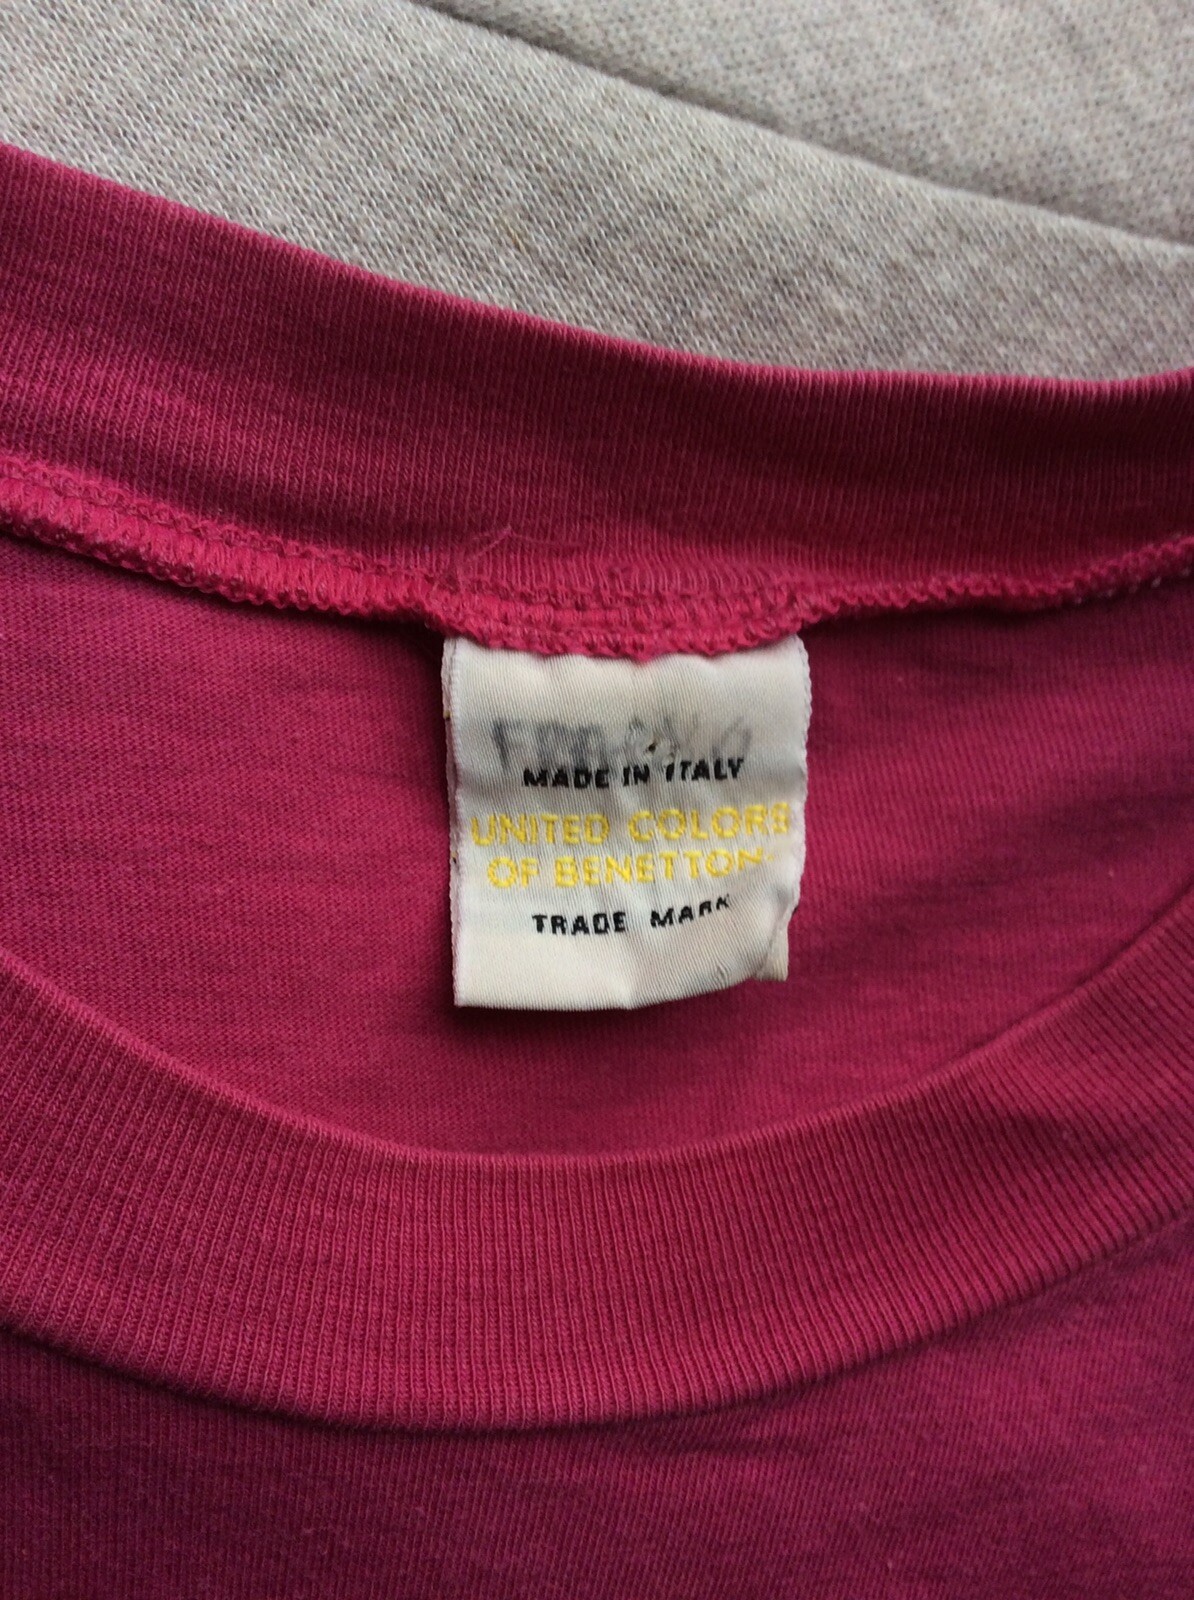 MADE IN ITALY
UNITED COLORS
OF BENETTON.
TRADE MARK